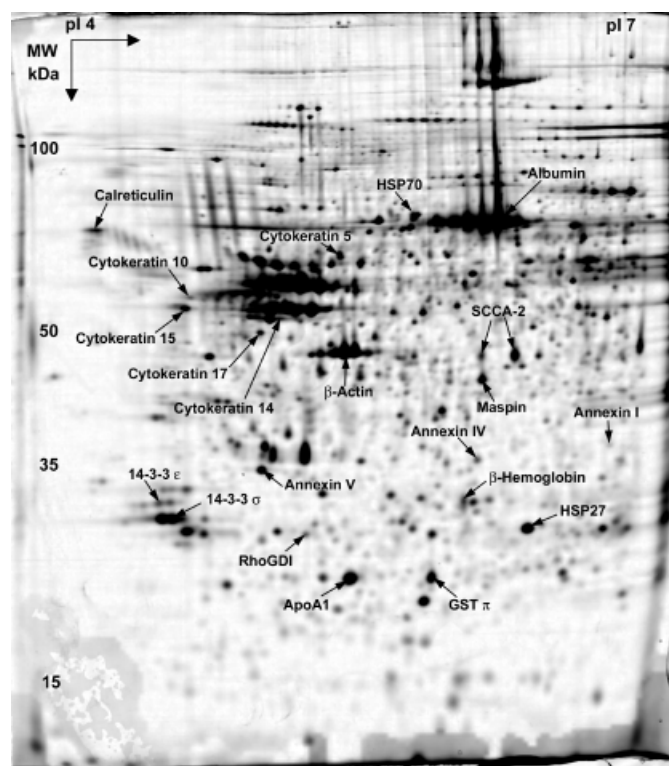 pI 4
pI 7
MW
kDa
100
HSP70
Albumin
Calreticulin
Cytokeratin 5
Cytokeratin 10
SCCA-2
50
Cytokeratin 15
Cytokeratin 17
β-Actin
Cytokeratin 14
Maspin
Annexin I
Annexin IV
35
14-3-3 ε
Annexin V
β-Hemoglobin
14-3-3 σ
HSP27
RhoGDI
ApoA1
GST π
15